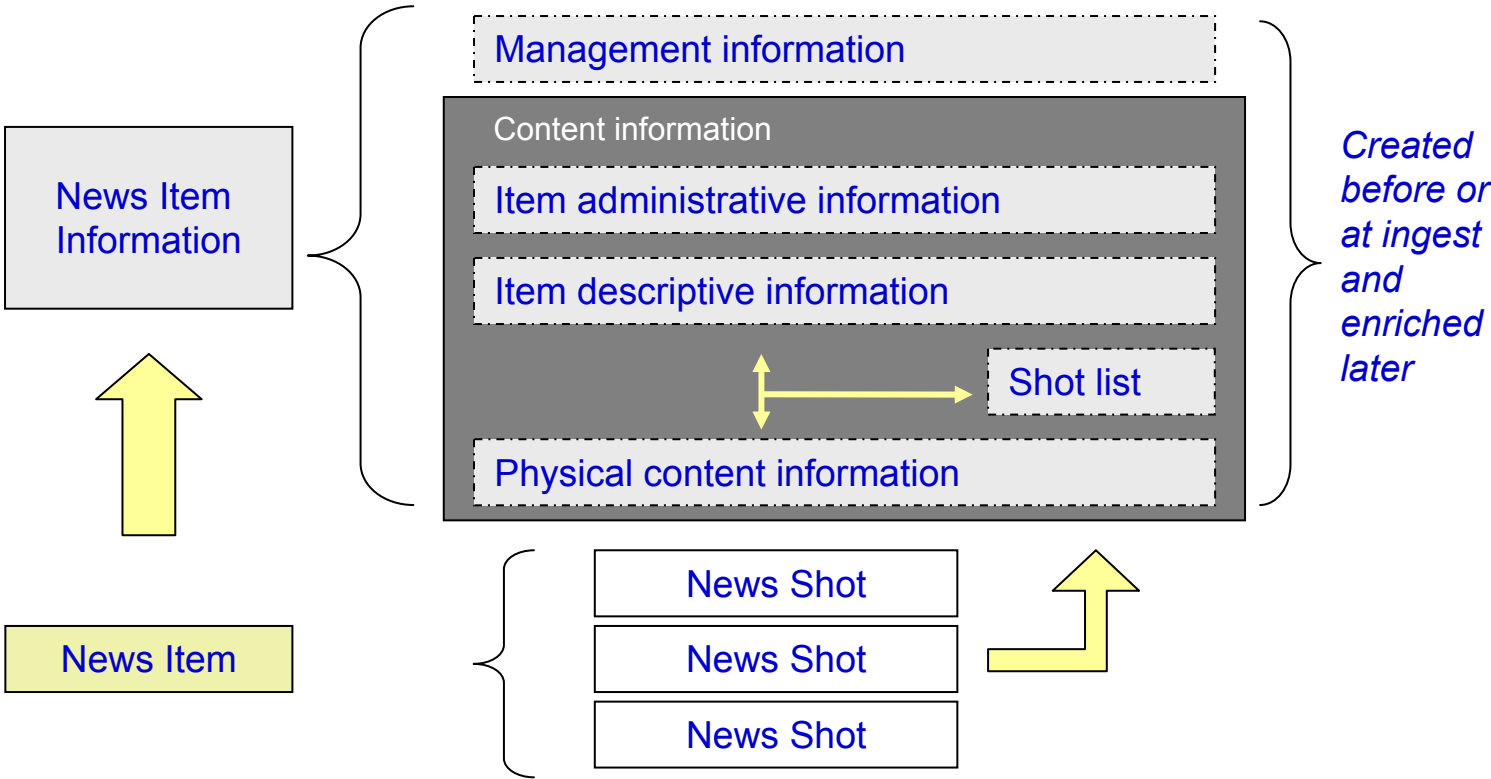 Management information
Content information
Item administrative information
Item descriptive information
Shot list
Physical content information
News Item
Information
Created
before or
at ingest
and
enriched
later
News Item
News Shot
News Shot
News Shot